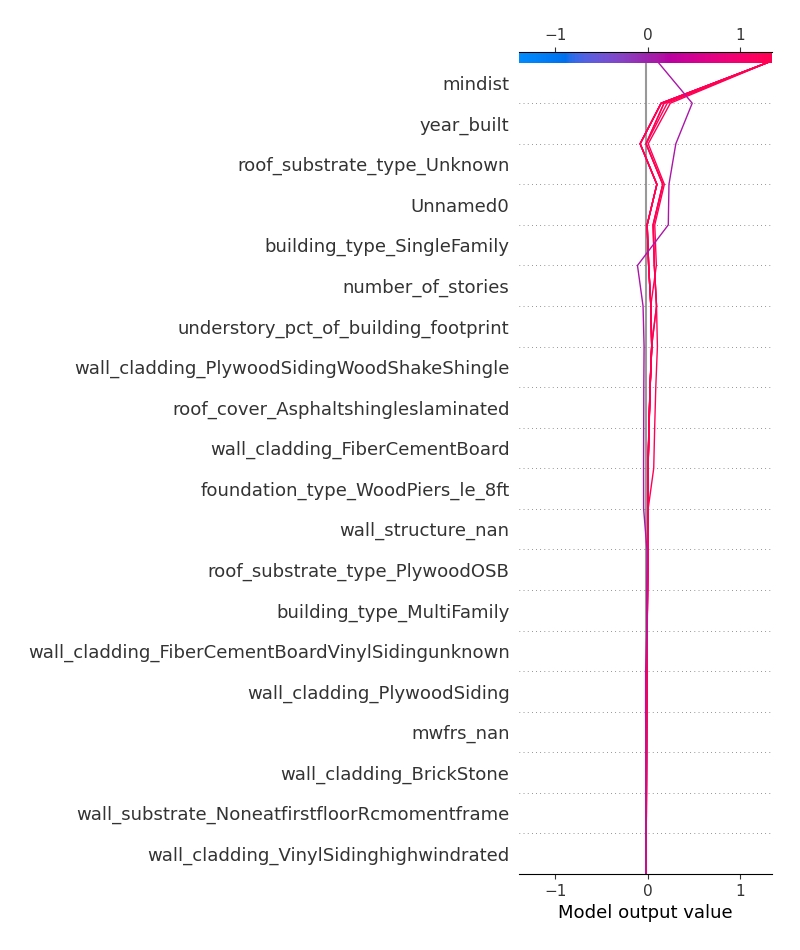 −1 0 1
mindist
year_built
roof_substrate_type_Unknown
Unnamed0
building_type_SingleFamily
number_of_stories
understory_pct_of_building_footprint
wall_cladding_PlywoodSidingWoodShakeShingle
roof_cover_Asphaltshingleslaminated
wall_cladding_FiberCementBoard
foundation_type_WoodPiers_le_8ft
wall_structure_nan
roof_substrate_type_PlywoodOSB
building_type_MultiFamily
wall_cladding_FiberCementBoardVinylSidingunknown
wall_cladding_PlywoodSiding
mwfrs_nan
wall_cladding_BrickStone
wall_substrate_NoneatfirstfloorRcmomentframe
wall_cladding_VinylSidinghighwindrated
−1 0 1
Model output value